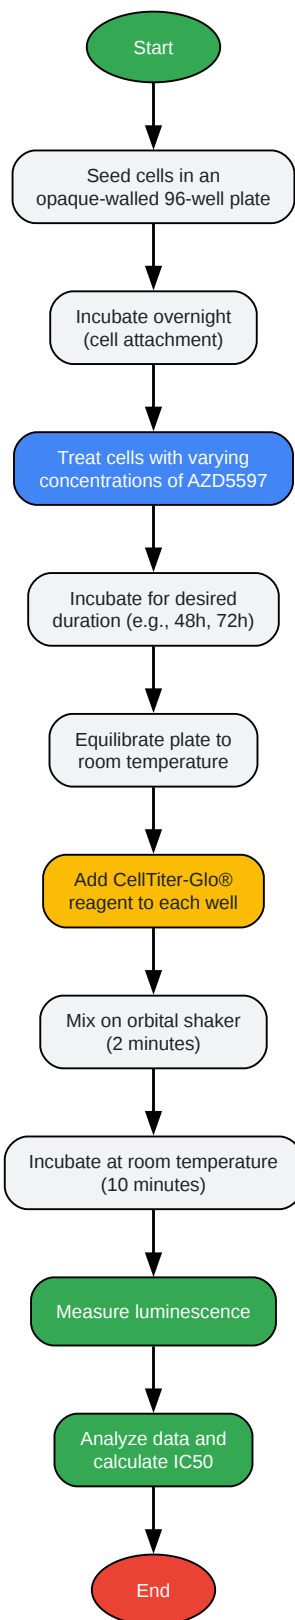 Start
Seed cells in an
opaque-walled 96-well plate
Incubate overnight
(cell attachment)
Treat cells with varying
concentrations of AZD5597
Incubate for desired
duration (e.g., 48h, 72h)
Equilibrate plate to
room temperature
Add CellTiter-Glo®
reagent to each well
Mix on orbital shaker
(2 minutes)
Incubate at room temperature
(10 minutes)
Measure luminescence
Analyze data and
calculate IC50
End